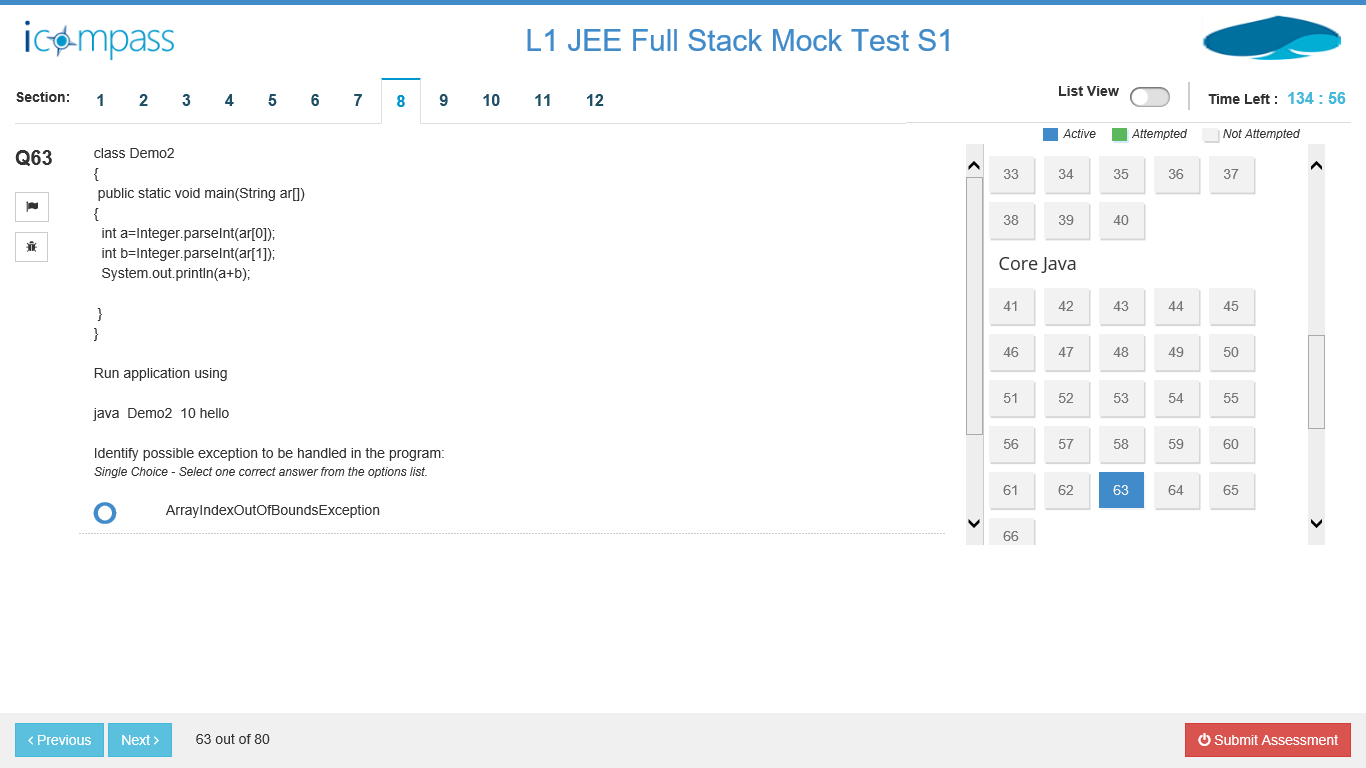 icompass
L1 JEE Full Stack Mock Test S1
Section: 1 2 3 4 5 6 7 8 9 10 11 12
List View
Time Left : 134 : 56
Active Attempted Not Attempted
Q63
class Demo2
{
public static void main(String ar[])
{
int a=Integer.parseInt(ar[0]);
int b=Integer.parseInt(ar[1]);
System.out.println(a+b);
}
}
Run application using
java Demo2 10 hello
Identify possible exception to be handled in the program:
Single Choice - Select one correct answer from the options list.
ArrayIndexOutOfBoundsException
33 34 35 36 37
38 39 40
Core Java
41 42 43 44 45
46 47 48 49 50
51 52 53 54 55
56 57 58 59 60
61 62 63 64 65
66
‹ Previous
Next ›
63 out of 80
Submit Assessment